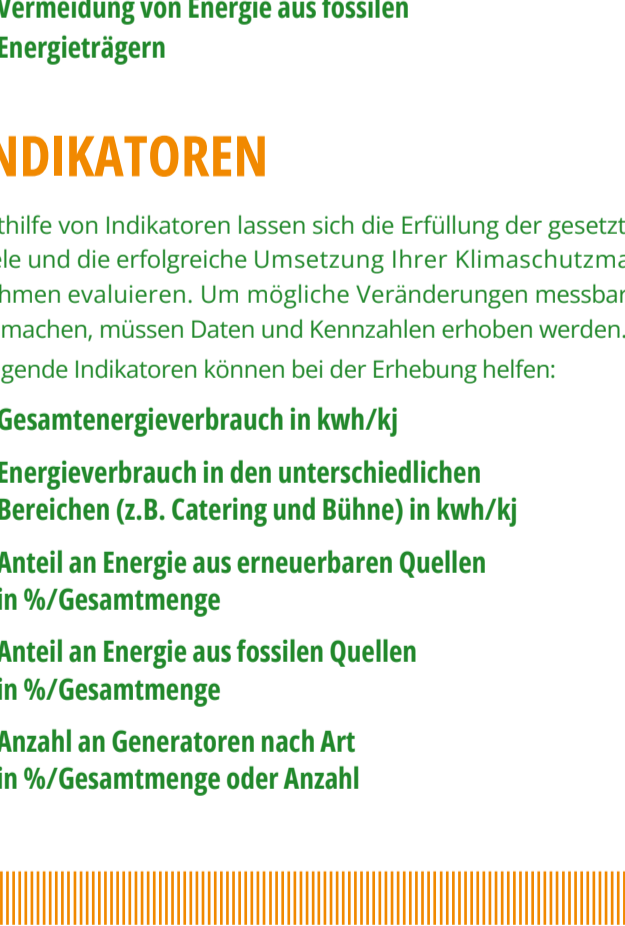 Vermeidung von Energie aus fossilen
Energieträgern
NDIKATOREN
thilfe von Indikatoren lassen sich die Erfüllung der gesetzt
ele und die erfolgreiche Umsetzung Ihrer Klimaschutzma
hmen evaluieren. Um mögliche Veränderungen messbar
machen, müssen Daten und Kennzahlen erhoben werden.
gende Indikatoren können bei der Erhebung helfen:
Gesamtenergieverbrauch in kwh/kj
Energieverbrauch in den unterschiedlichen
Bereichen (z.B. Catering und Bühne) in kwh/kj
Anteil an Energie aus erneuerbaren Quellen
in %/Gesamtmenge
Anteil an Energie aus fossilen Quellen
in %/Gesamtmenge
Anzahl an Generatoren nach Art
in %/Gesamtmenge oder Anzahl